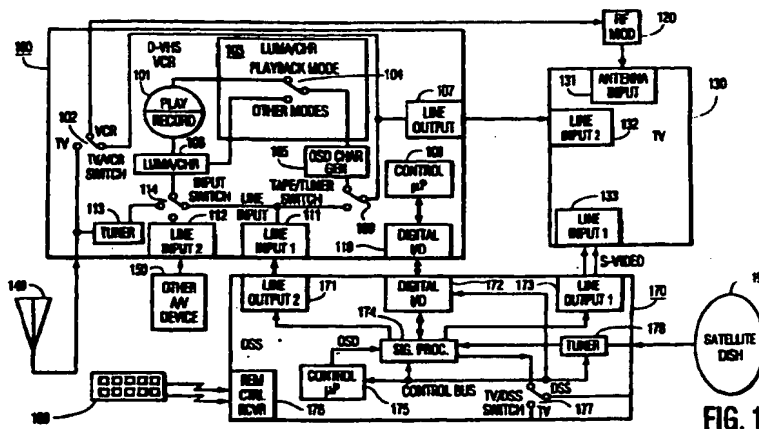 RF
MOD
120
100
D-VHS
VCR
103
LUMA/CHR
PLAYBACK MODE
104
OTHER MODES
101
PLAY
RECORD
102
VCR
TV
TV/VCR
SWITCH
106
LUMA/CHR
105
OSD CHAR
GEN
107
LINE
OUTPUT
108
CONTROL
μP
131
ANTENNA
INPUT
130
TV
LINE
INPUT 2
132
133
LINE
INPUT 1
S-VIDEO
114
INPUT
SWITCH
LINE
INPUT
TAPE/TUNER
SWITCH
109
113
TUNER
112
LINE
INPUT 2
111
LINE
INPUT 1
110
DIGITAL
I/O
140
150
OTHER
A/V
DEVICE
LINE
OUTPUT 2
171
DIGITAL
I/O
172
173
LINE
OUTPUT 1
170
DSS
174
SIG. PROC.
OSD
TUNER
178
SATELLITE
DISH
CONTROL
μP
175
CONTROL BUS
TV/DSS
SWITCH
DSS
177
TV
REM
CTRL
RCVR
176
FIG. 1